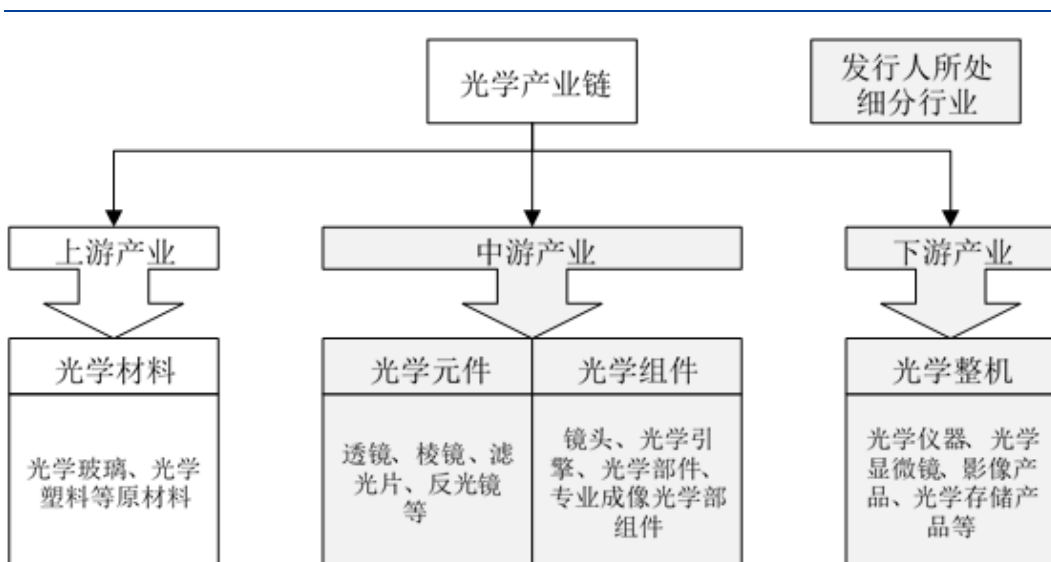 光学产业链
发行人所处
细分行业
上游产业
中游产业
下游产业
光学材料
光学元件
光学组件
光学整机
光学玻璃、光学
塑料等原材料
透镜、棱镜、滤
光片、反光镜
等
镜头、光学引
擎、光学部件、
专业成像光学部
组件
光学仪器、光学
显微镜、影像产
品、光学存储产
品等